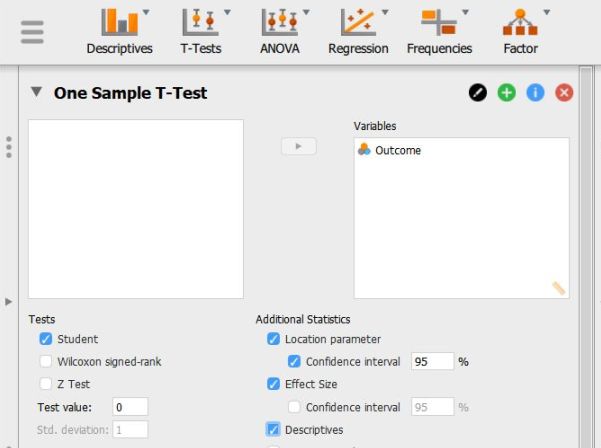 Descriptives T-Tests ANOVA Regression Frequencies Factor
One Sample T-Test
Variables
Outcome
Tests Additional Statistics
Student Location parameter
Wilcoxon signed-rank Confidence interval 95 %
Z Test Effect Size
Test value: 0 Confidence interval 95 %
Std. deviation: 1 Descriptives